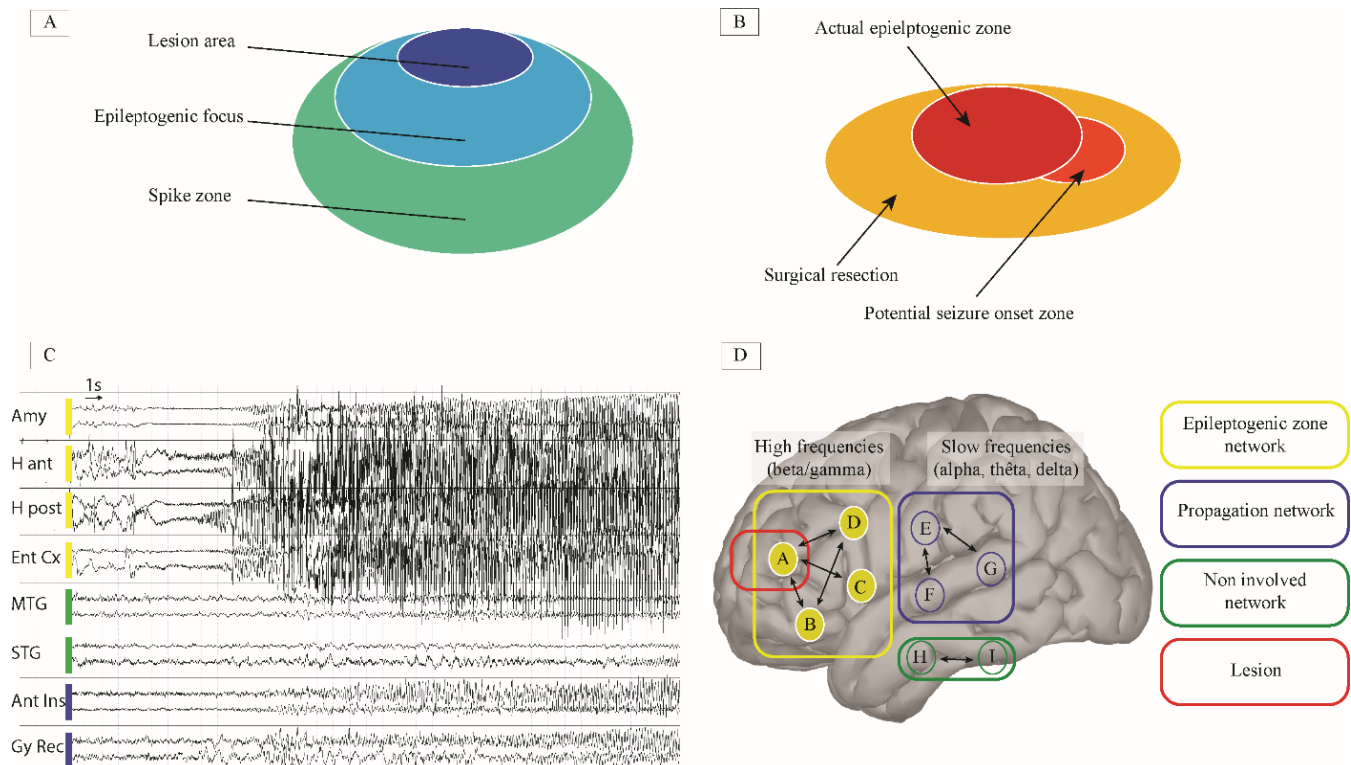 A
Lesion area
Epileptogenic focus
Spike zone
B
Actual epielptogenic zone
Surgical resection
Potential seizure onset zone
C
1s
Amy
H ant
H post
Ent Cx
MTG
STG
Ant Ins
Gy Rec
D
High frequencies
(beta/gamma)
Slow frequencies
(alpha, thêta, delta)
D
A
C
B
E
G
F
H
I
Epileptogenic zone
network
Propagation network
Non involved
network
Lesion